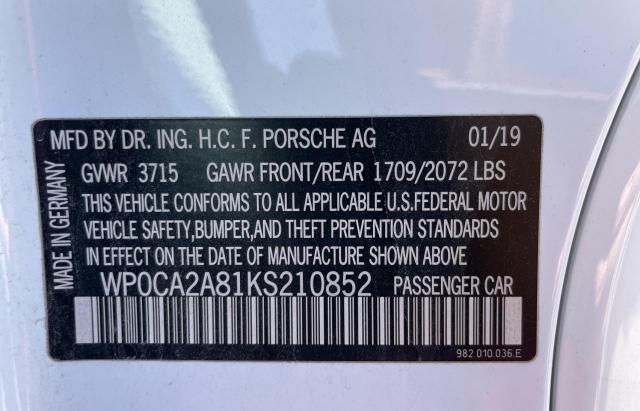 MADE IN GERMANY
MFD BY DR. ING. H.C. F. PORSCHE AG 01/19
GVWR 3715 GAWR FRONT/REAR 1709/2072 LBS
THIS VEHICLE CONFORMS TO ALL APPLICABLE U.S.FEDERAL MOTOR
VEHICLE SAFETY,BUMPER,AND THEFT PREVENTION STANDARDS
IN EFFECT ON THE DATE OF MANUFACTURE SHOWN ABOVE
WP0CA2A81KS210852 PASSENGER CAR
982.010.036.E